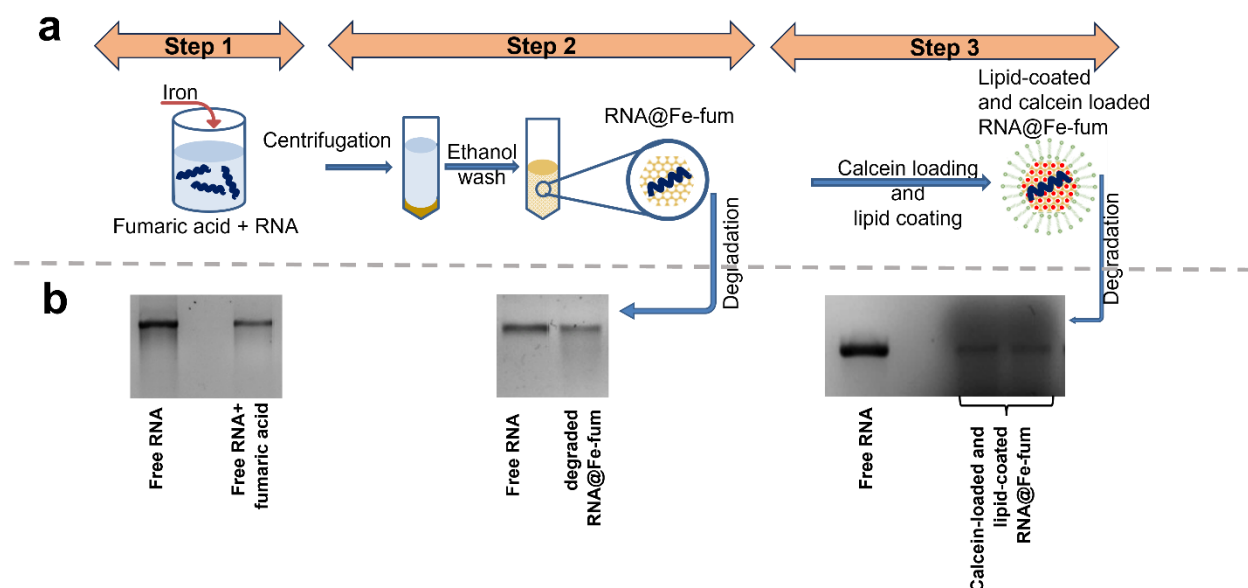 a
Step 1
Step 2
Step 3
Iron
Fumaric acid + RNA
Centrifugation
Ethanol
wash
RNA@Fe-fum
Degradation
Calcein loading
and
lipid coating
Lipid-coated
and calcein loaded
RNA@Fe-fum
Degradation
b
Free RNA
Free RNA+
fumaric acid
Free RNA
degraded
RNA@Fe-fum
Free RNA
Calcein-loaded and
lipid-coated
RNA@Fe-fum